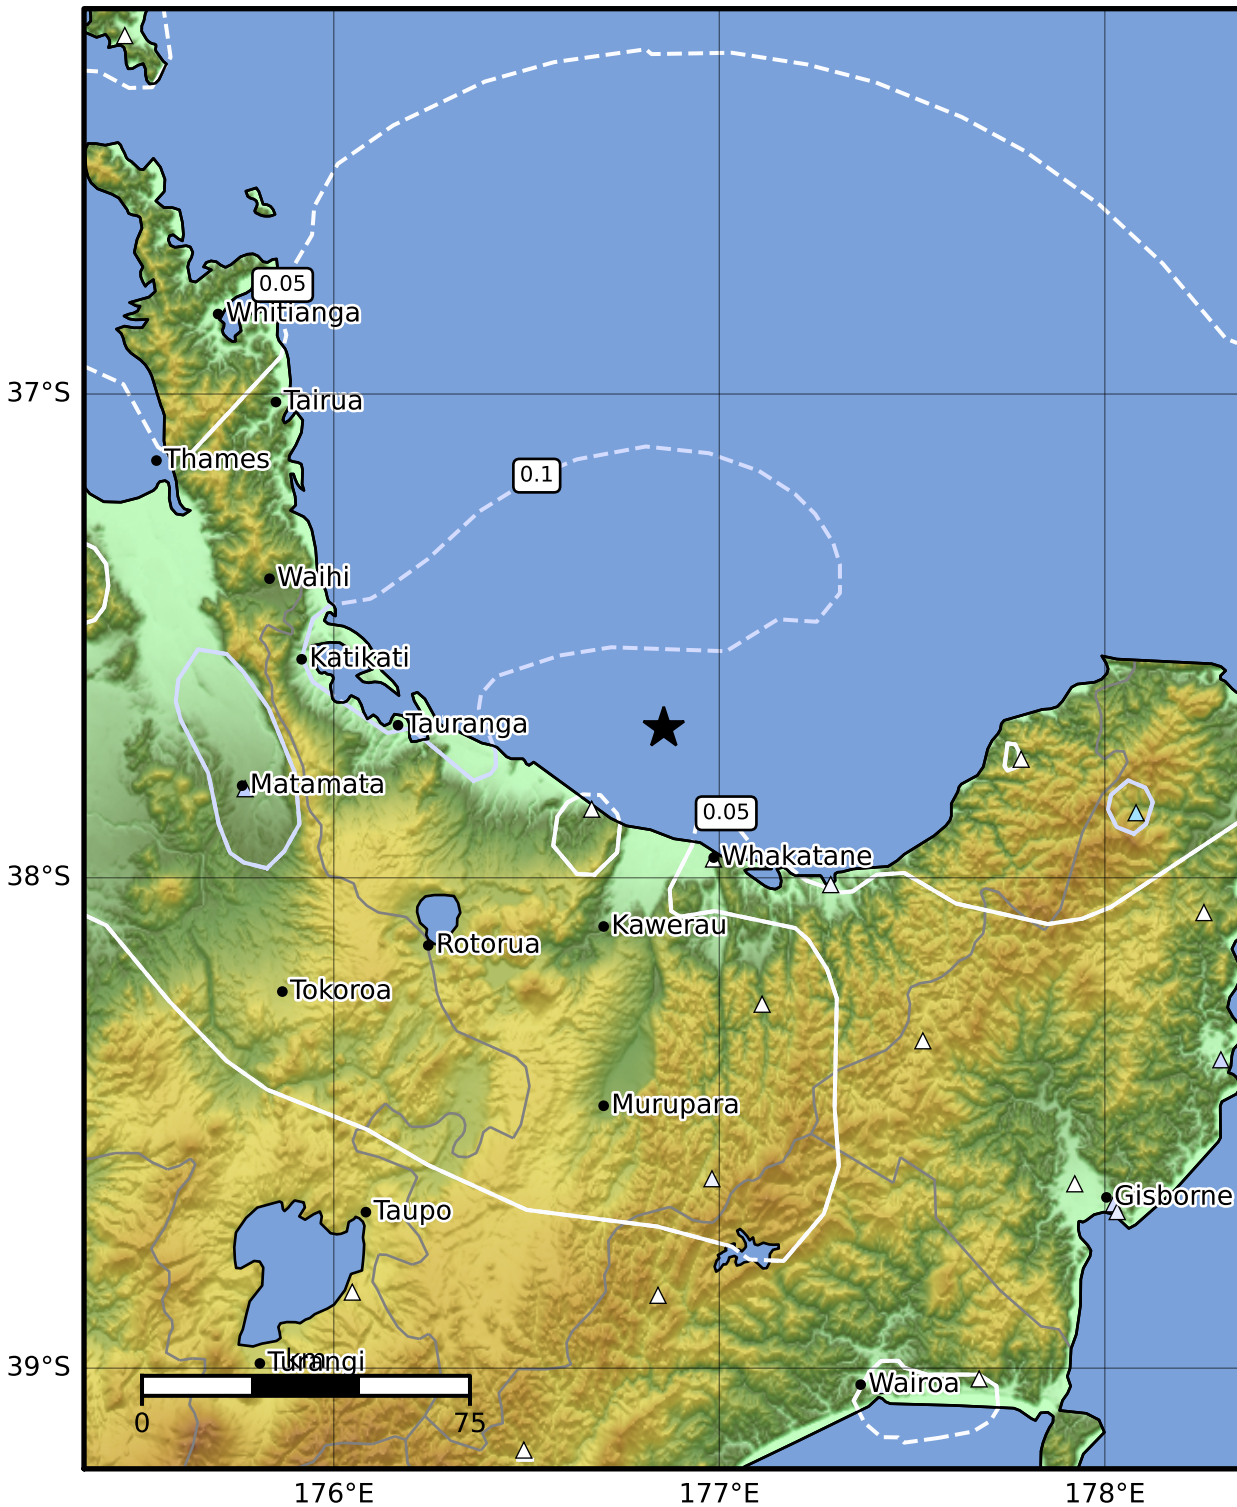 0.05
Whitianga
37°S
Tairua
Thames
0.1
Waihi
Katikati
Tauranga
Matamata
0.05
Whakatane
38°S
Kawerau
Rotorua
Tokoroa
Murupara
Gisborne
Taupo
km
Turangi
39°S
Wairoa
0
75
176°E
177°E
178°E